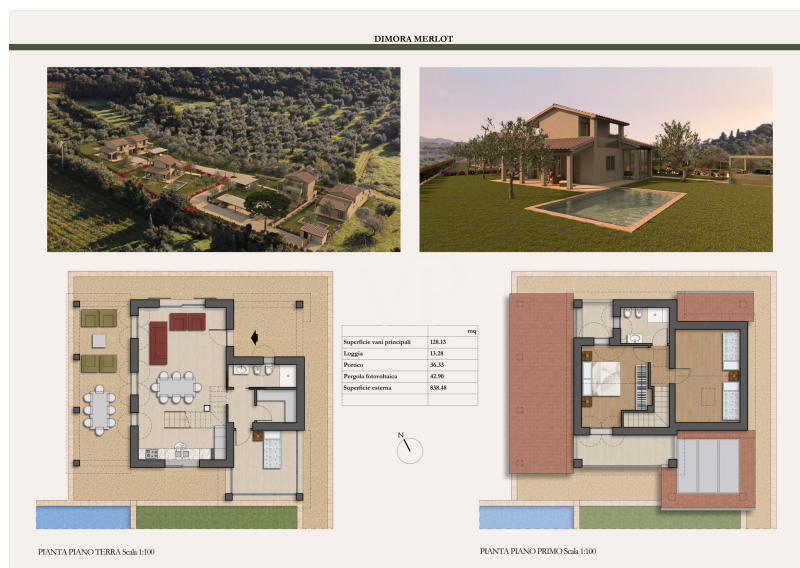 DIMORA MERLOT
mq
Superficie vani principali 128.13
Loggia 13.28
Portico 36.33
Pergola fotovoltaica 42.90
Superficie esterna 838.48
N
PIANTA PIANO TERRA Scala 1:100
PIANTA PIANO PRIMO Scala 1:100